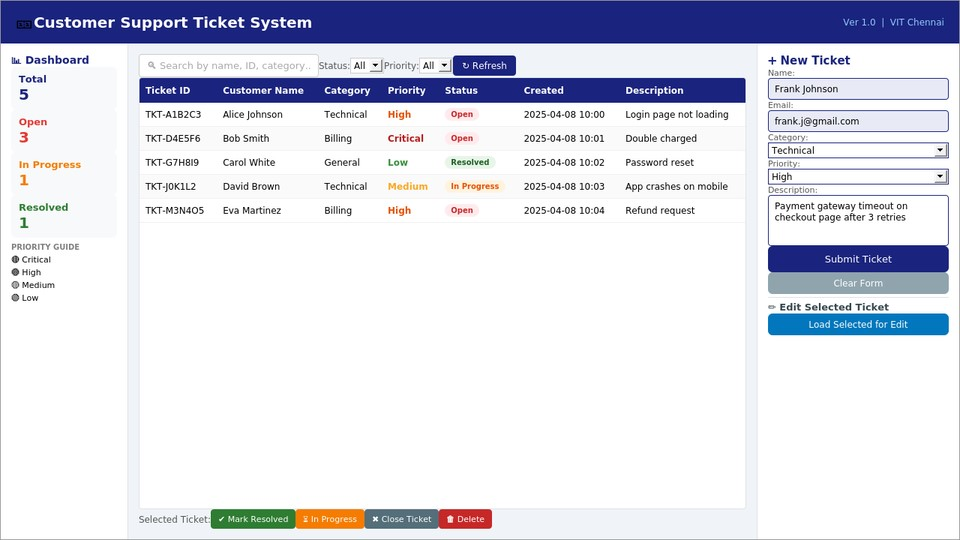 Customer Support Ticket System
Ver 1.0 | VIT Chennai
Dashboard
Total
5
Open
3
In Progress
1
Resolved
1
PRIORITY GUIDE
Critical
High
Medium
Low
Search by name, ID, category..
Status: All Priority: All ↻ Refresh
Ticket ID Customer Name Category Priority Status Created Description
TKT-A1B2C3 Alice Johnson Technical High Open 2025-04-08 10:00 Login page not loading
TKT-D4E5F6 Bob Smith Billing Critical Open 2025-04-08 10:01 Double charged
TKT-G7H8I9 Carol White General Low Resolved 2025-04-08 10:02 Password reset
TKT-J0K1L2 David Brown Technical Medium In Progress 2025-04-08 10:03 App crashes on mobile
TKT-M3N4O5 Eva Martinez Billing High Open 2025-04-08 10:04 Refund request
Selected Ticket: ✔ Mark Resolved ⏳ In Progress ✖ Close Ticket 🗑 Delete
+ New Ticket
Name:
Frank Johnson
Email:
frank.j@gmail.com
Category:
Technical
Priority:
High
Description:
Payment gateway timeout on
checkout page after 3 retries
Submit Ticket
Clear Form
✏ Edit Selected Ticket
Load Selected for Edit